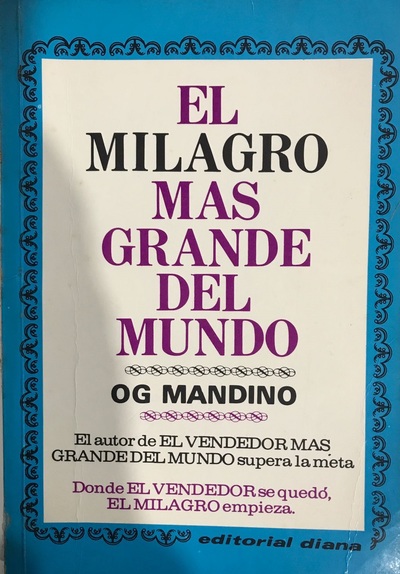 EL
MILAGRO
MAS
GRANDE
DEL
MUNDO
OG MANDINO
El autor de EL VENDEDOR MAS
GRANDE DEL MUNDO supera la meta
Donde EL VENDEDOR se quedó,
EL MILAGRO empieza.
editorial diana